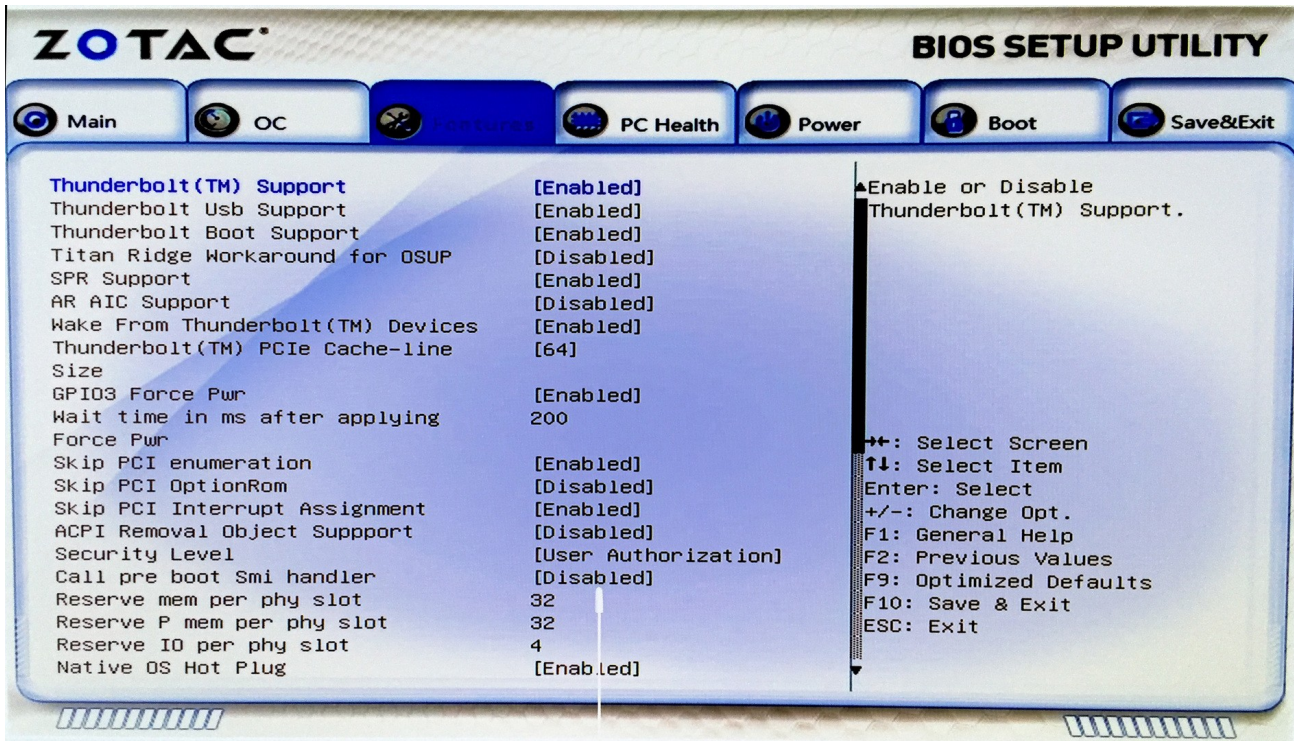 ZOTAC
BIOS SETUP UTILITY
Main
OC
Features
PC Health
Power
Boot
Save&Exit
Thunderbolt(TM) Support [Enabled]
Thunderbolt Usb Support [Enabled]
Thunderbolt Boot Support [Enabled]
Titan Ridge Workaround for OSUP [Disabled]
SPR Support [Enabled]
AR AIC Support [Disabled]
Wake From Thunderbolt(TM) Devices [Enabled]
Thunderbolt(TM) PCIe Cache-line [64]
Size
GPIO3 Force Pwr [Enabled]
Wait time in ms after applying 200
Force Pwr
Skip PCI enumeration [Enabled]
Skip PCI OptionRom [Disabled]
Skip PCI Interrupt Assignment [Enabled]
ACPI Removal Object Suppport [Disabled]
Security Level [User Authorization]
Call pre boot Smi handler [Disabled]
Reserve mem per phy slot 32
Reserve P mem per phy slot 32
Reserve IO per phy slot 4
Native OS Hot Plug [Enabled]
Enable or Disable
Thunderbolt(TM) Support.
→←: Select Screen
↑↓: Select Item
Enter: Select
+/-: Change Opt.
F1: General Help
F2: Previous Values
F9: Optimized Defaults
F10: Save & Exit
ESC: Exit